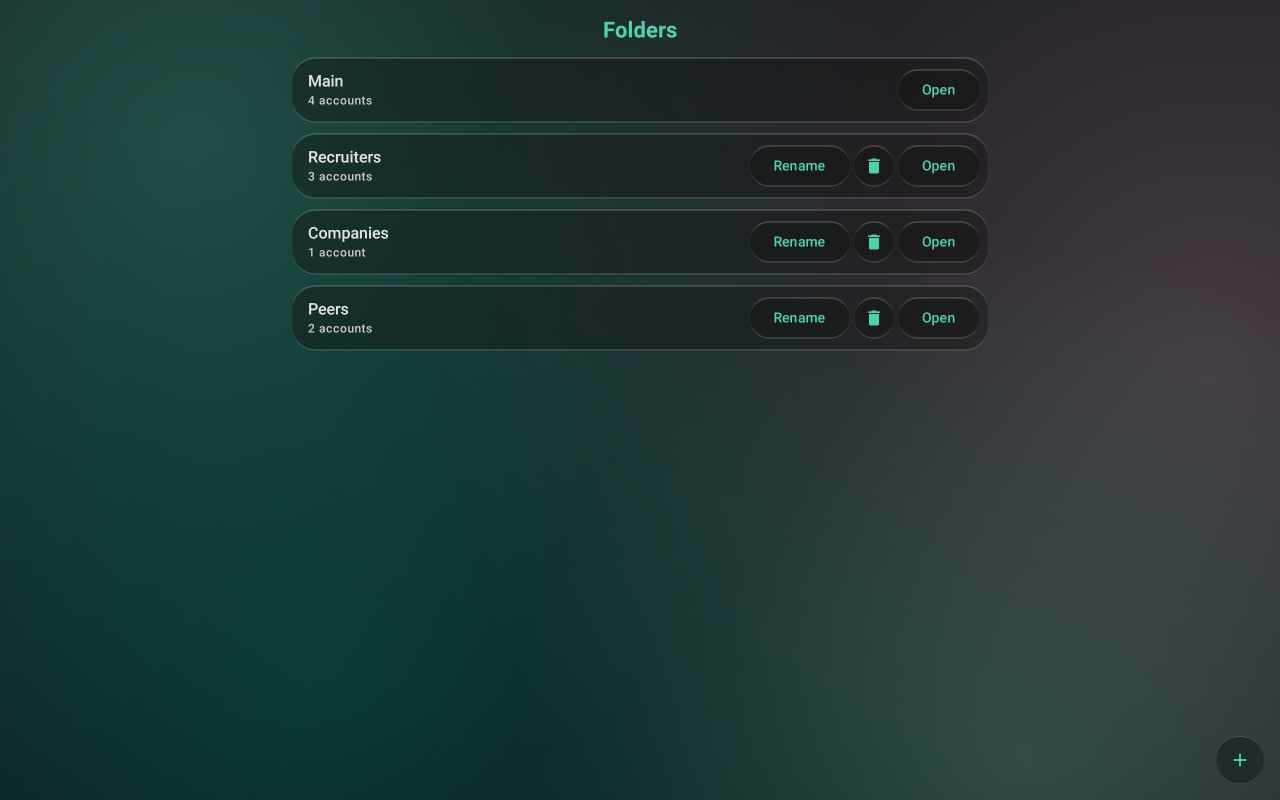 Folders
Main
4 accounts
Open
Recruiters
3 accounts
Rename
Open
Companies
1 account
Rename
Open
Peers
2 accounts
Rename
Open